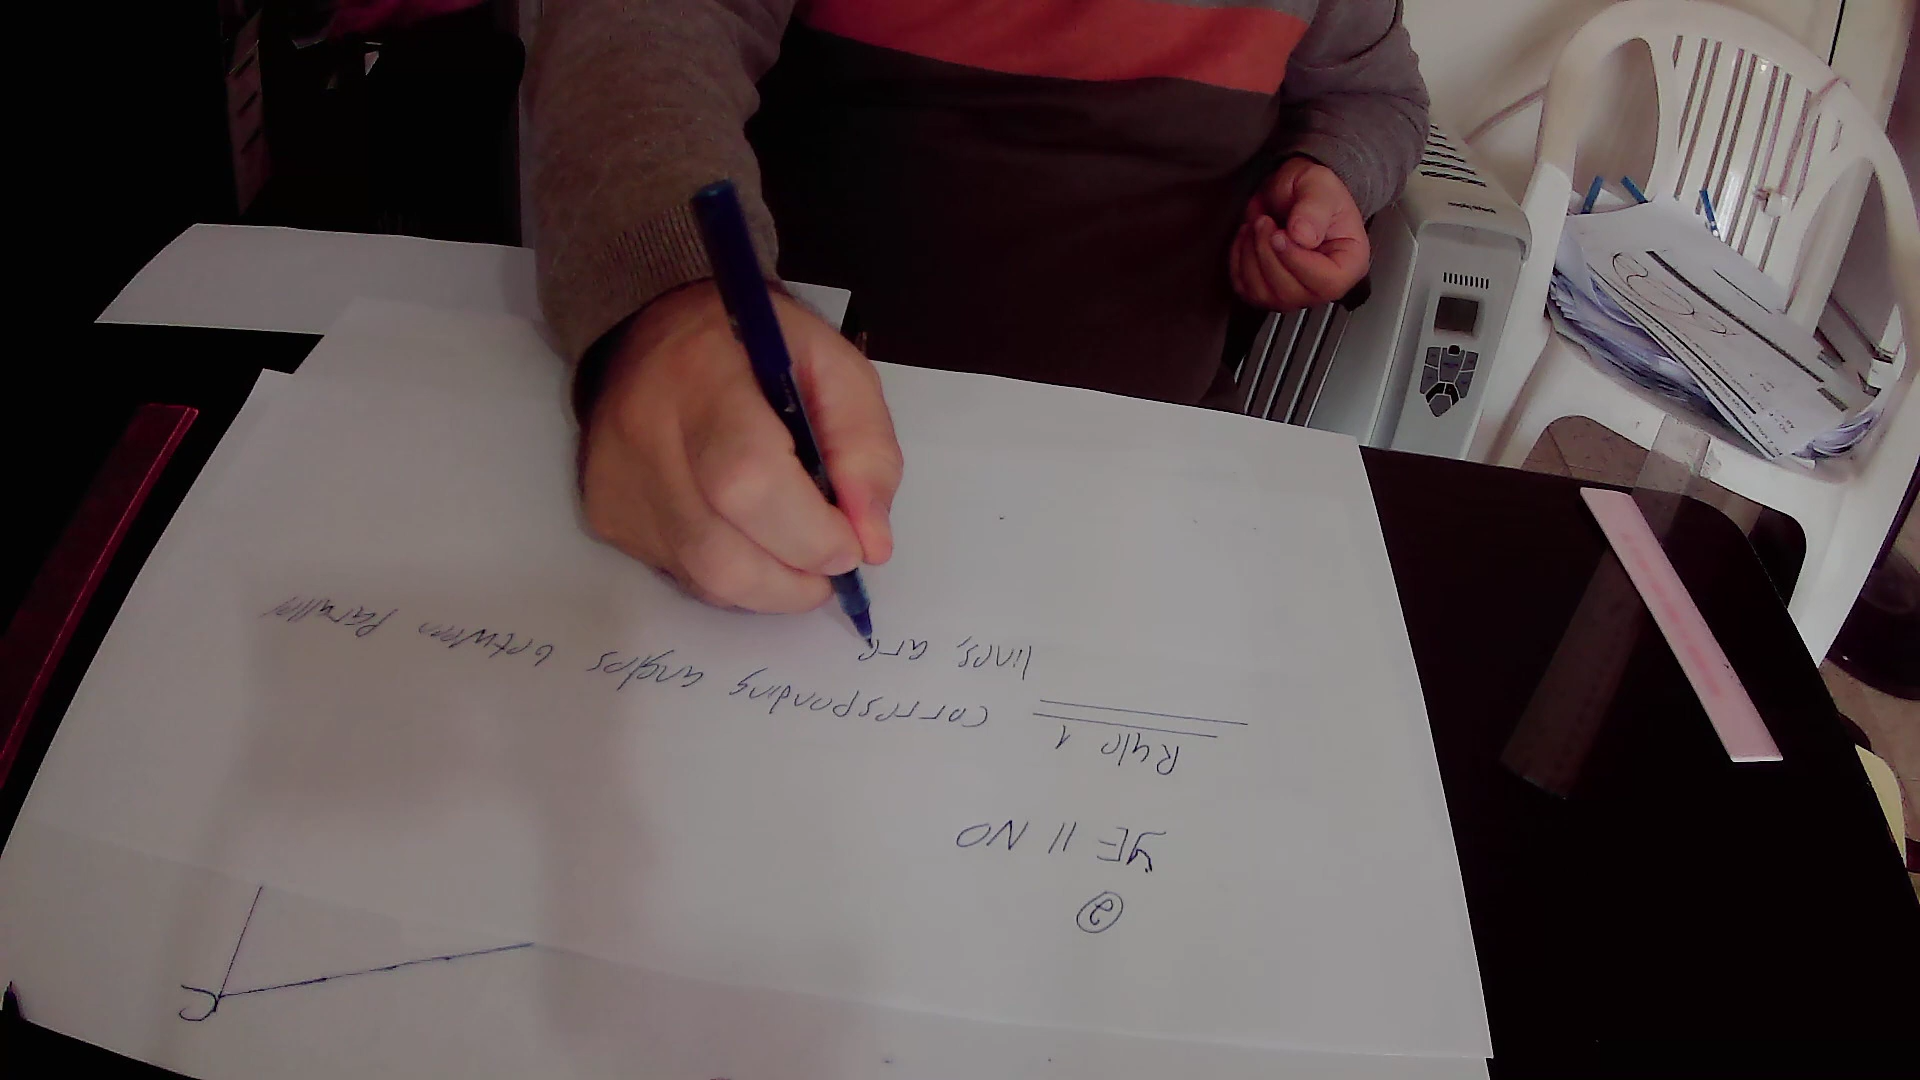 J
②
YE || NO
Rule 1
corresponding angles between parallel
lines, are